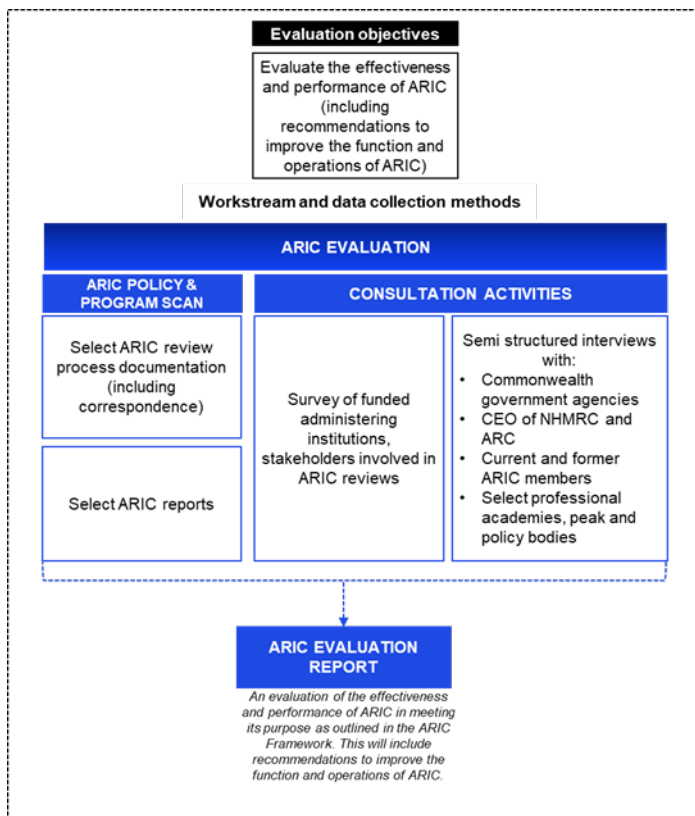 Evaluation objectives
Evaluate the effectiveness
and performance of ARIC
(including
recommendations to
improve the function and
operations of ARIC)
Workstream and data collection methods
ARIC EVALUATION
ARIC POLICY &
PROGRAM SCAN
Select ARIC review
process documentation
(including
correspondence)
Select ARIC reports
CONSULTATION ACTIVITIES
Survey of funded
administering
institutions,
stakeholders involved in
ARIC reviews
Semi structured interviews
with:
• Commonwealth
government agencies
• CEO of NHMRC and
ARC
• Current and former
ARIC members
• Select professional
academies, peak and
policy bodies
ARIC EVALUATION
REPORT
An evaluation of the effectiveness
and performance of ARIC in meeting
its purpose as outlined in the ARIC
Framework. This will include
recommendations to improve the
function and operations of ARIC.